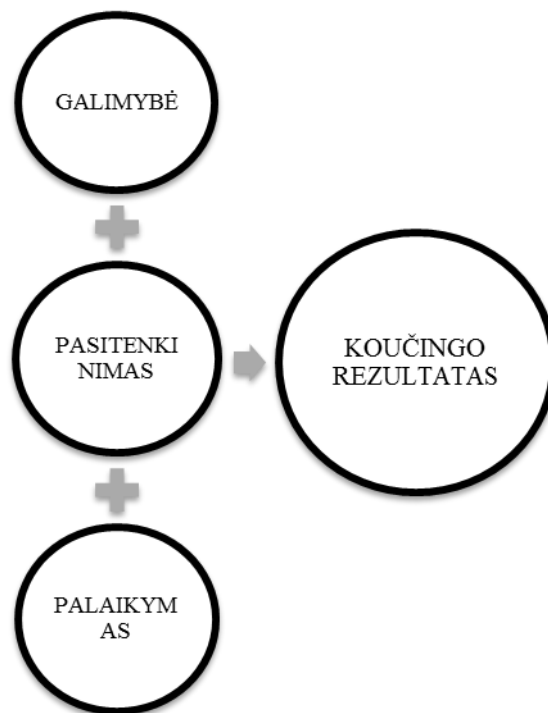 GALIMYBĖ
PASITENKI
NIMAS
KOUČINGO
REZULTATAS
PALAIKYM
AS